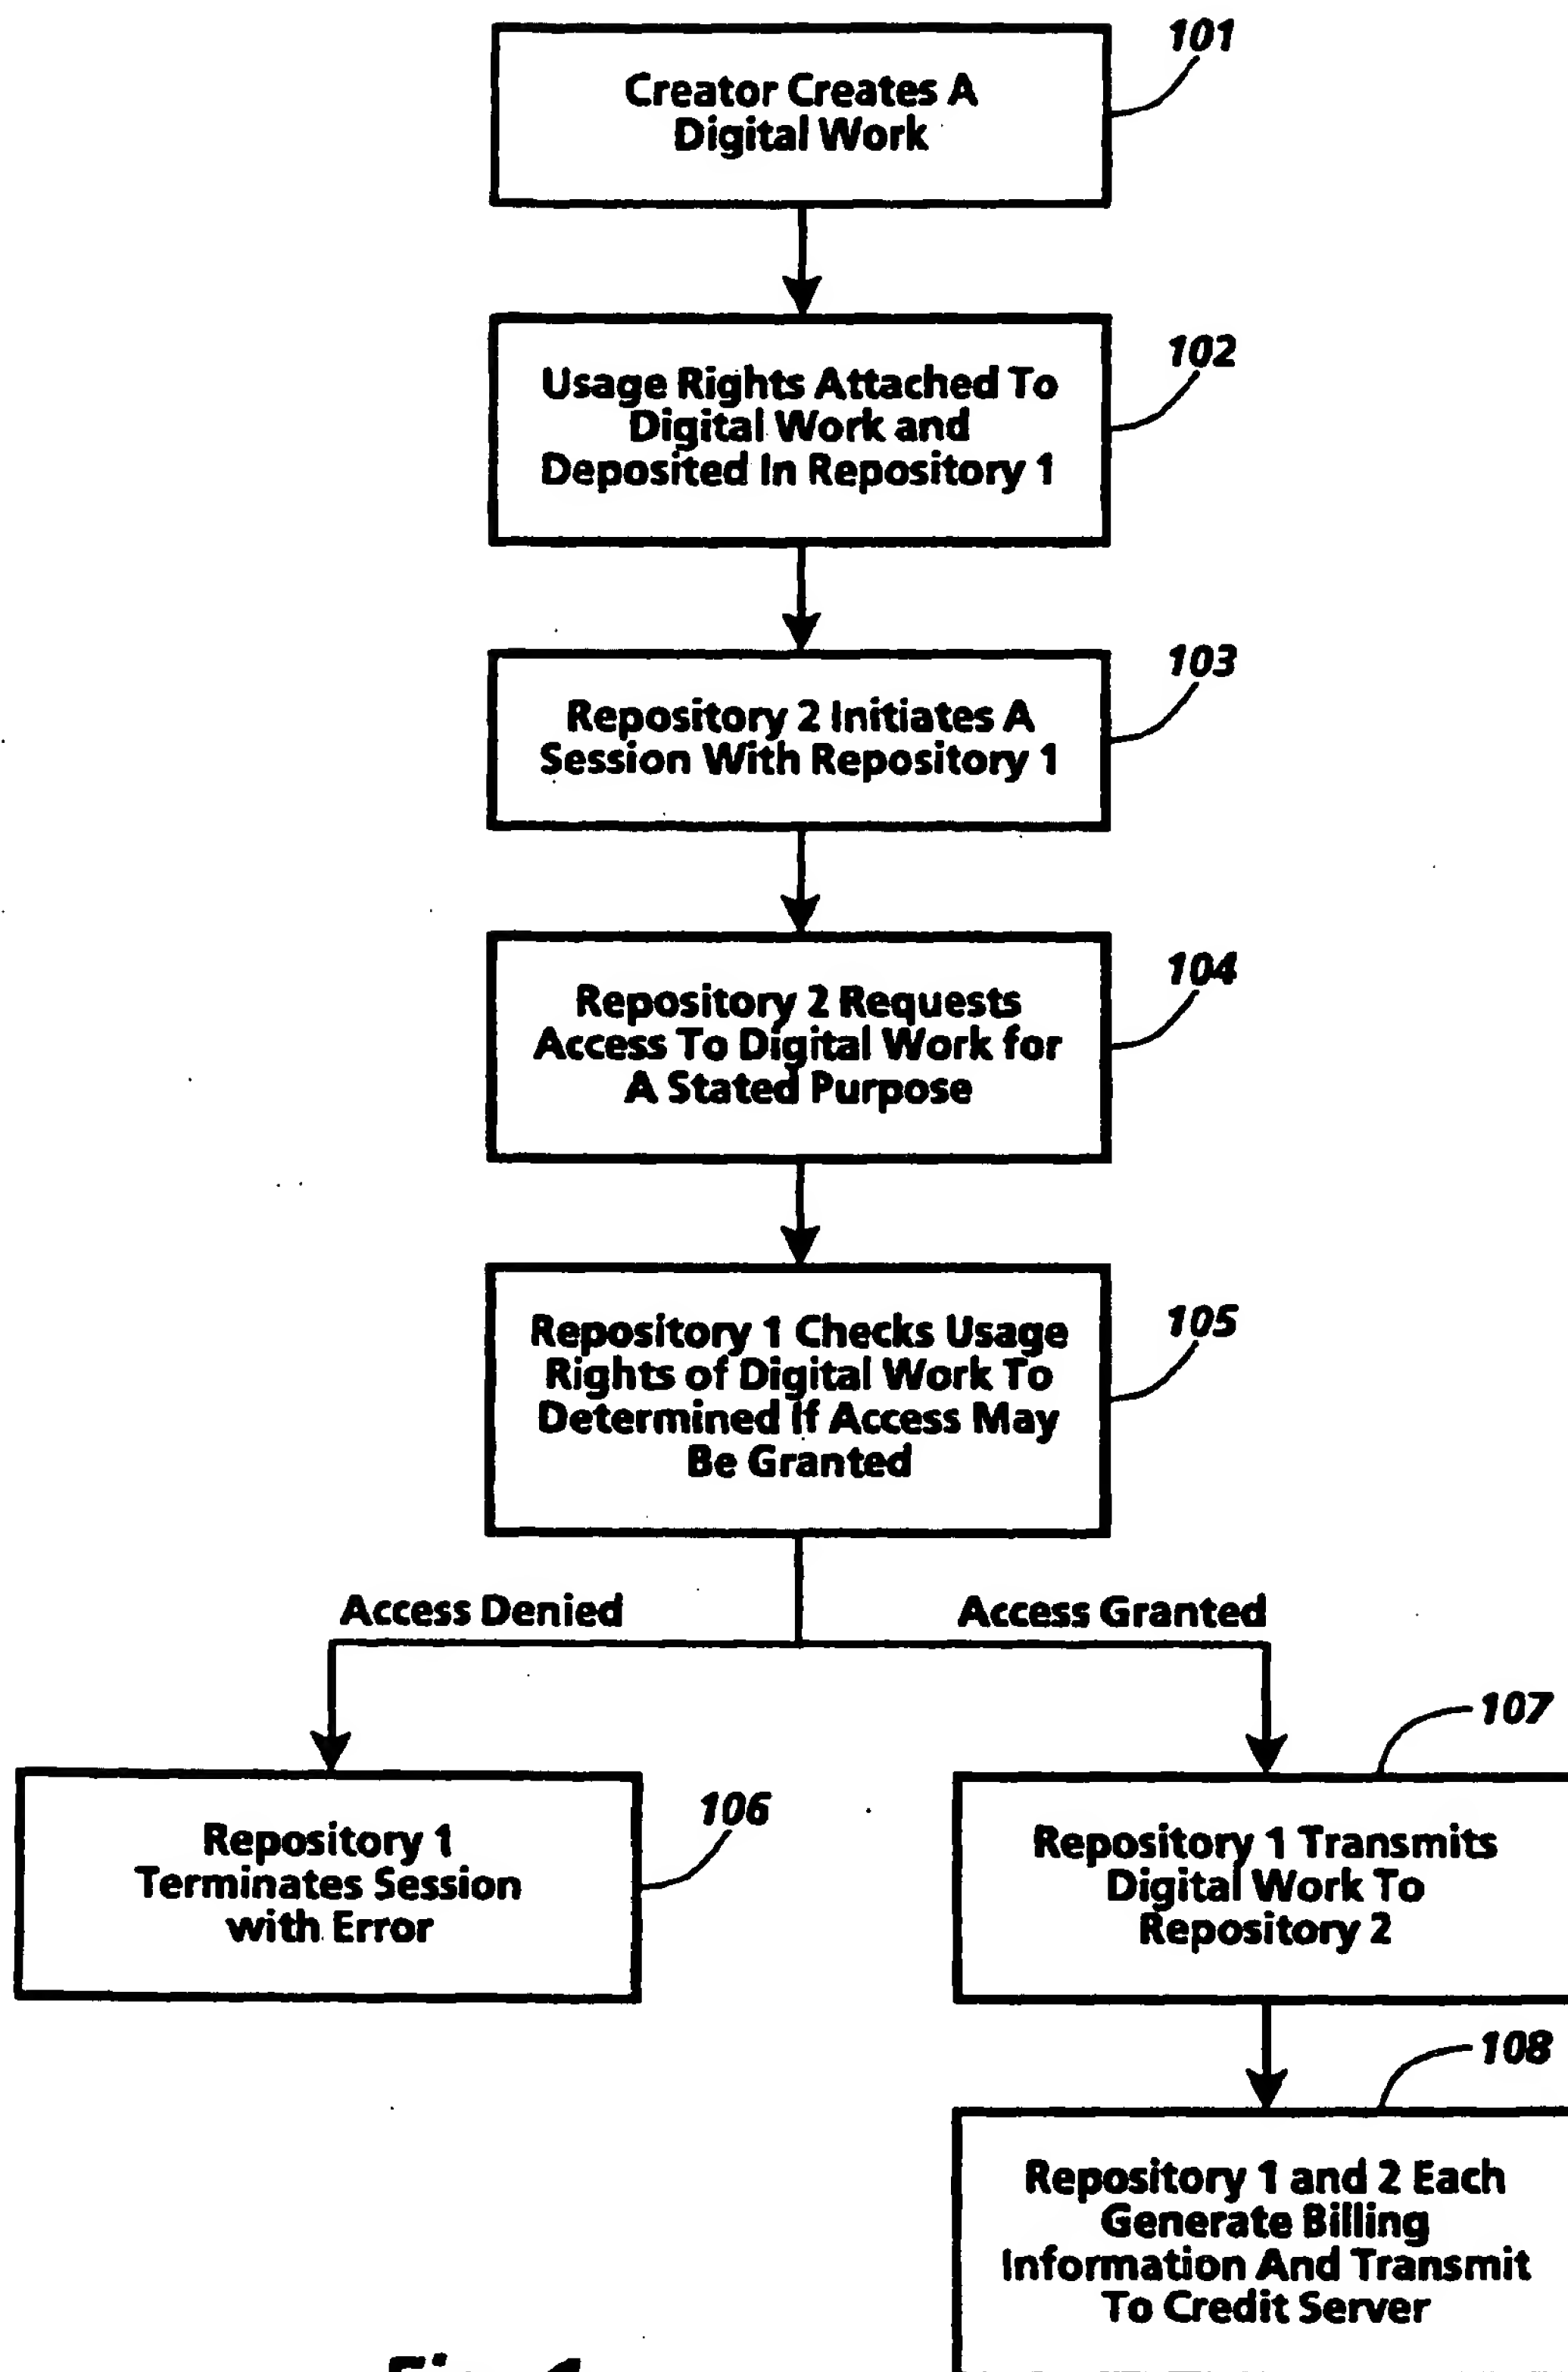 101
Creator Creates A
Digital Work
102
Usage Rights Attached To
Digital Work and
Deposited In Repository 1
103
Repository 2 Initiates A
Session With Repository 1
104
Repository 2 Requests
Access To Digital Work for
A Stated Purpose
105
Repository 1 Checks Usage
Rights of Digital Work To
Determined If Access May
Be Granted
Access Denied
Access Granted
107
106
Repository 1
Terminates Session
with Error
Repository 1 Transmits
Digital Work To
Repository 2
108
Repository 1 and 2 Each
Generate Billing
Information And Transmit
To Credit Server